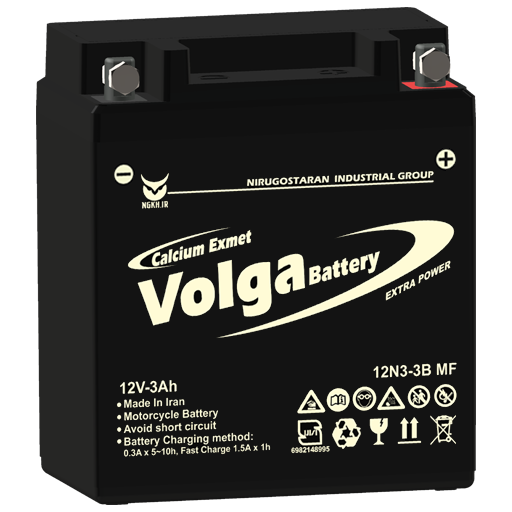 NIRUGOSTARAN INDUSTRIAL GROUP
NGKH.IR
Calcium Exmet
Volga Battery
EXTRA POWER
12V-3Ah
• Made In Iran
• Motorcycle Battery
• Avoid short circuit
• Battery Charging method:
0.3A x 5~10h, Fast Charge 1.5A x 1h
12N3-3B MF
6982148995